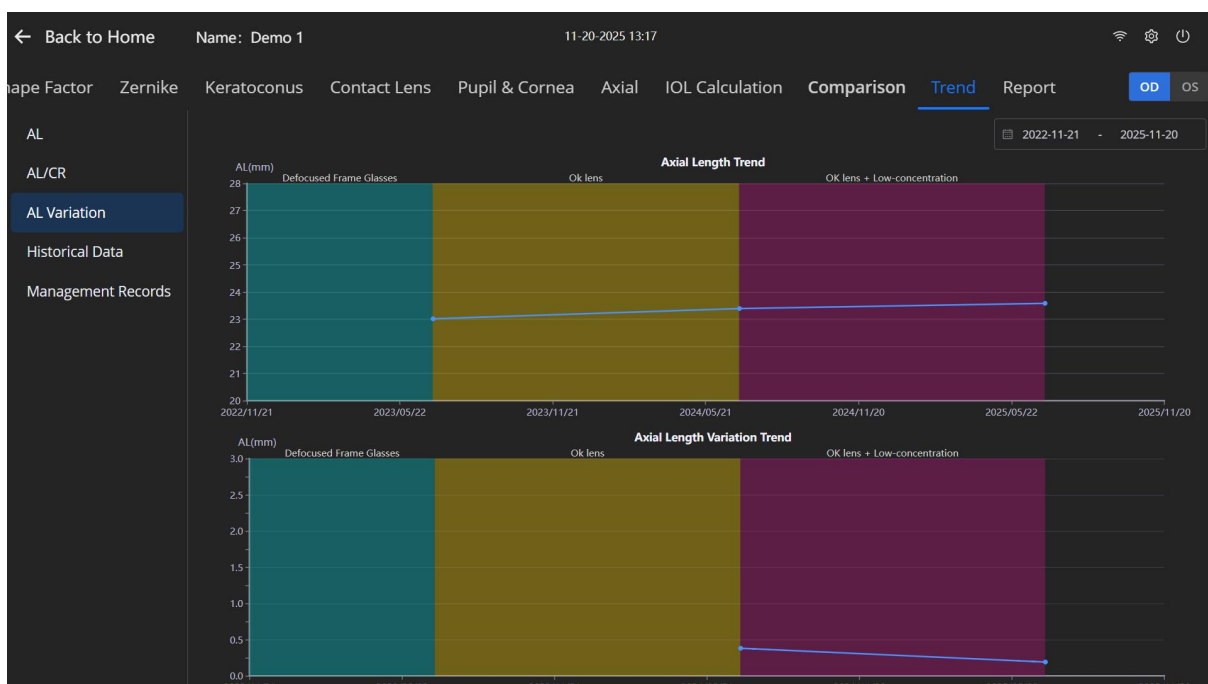 ← Back to Home Name: Demo 1 11-20-2025 13:17
hape Factor Zernike Keratoconus Contact Lens Pupil & Cornea Axial IOL Calculation Comparison Trend Report OD OS
AL
AL/CR
AL Variation
Historical Data
Management Records
2022-11-21 - 2025-11-20
Axial Length Trend
AL(mm)
Defocused Frame Glasses Ok lens OK lens + Low-concentration
28
27
26
25
24
23
22
21
20
2022/11/21 2023/05/22 2023/11/21 2024/05/21 2024/11/20 2025/05/22 2025/11/20
Axial Length Variation Trend
AL(mm)
Defocused Frame Glasses Ok lens OK lens + Low-concentration
3.0
2.5
2.0
1.5
1.0
0.5
0.0